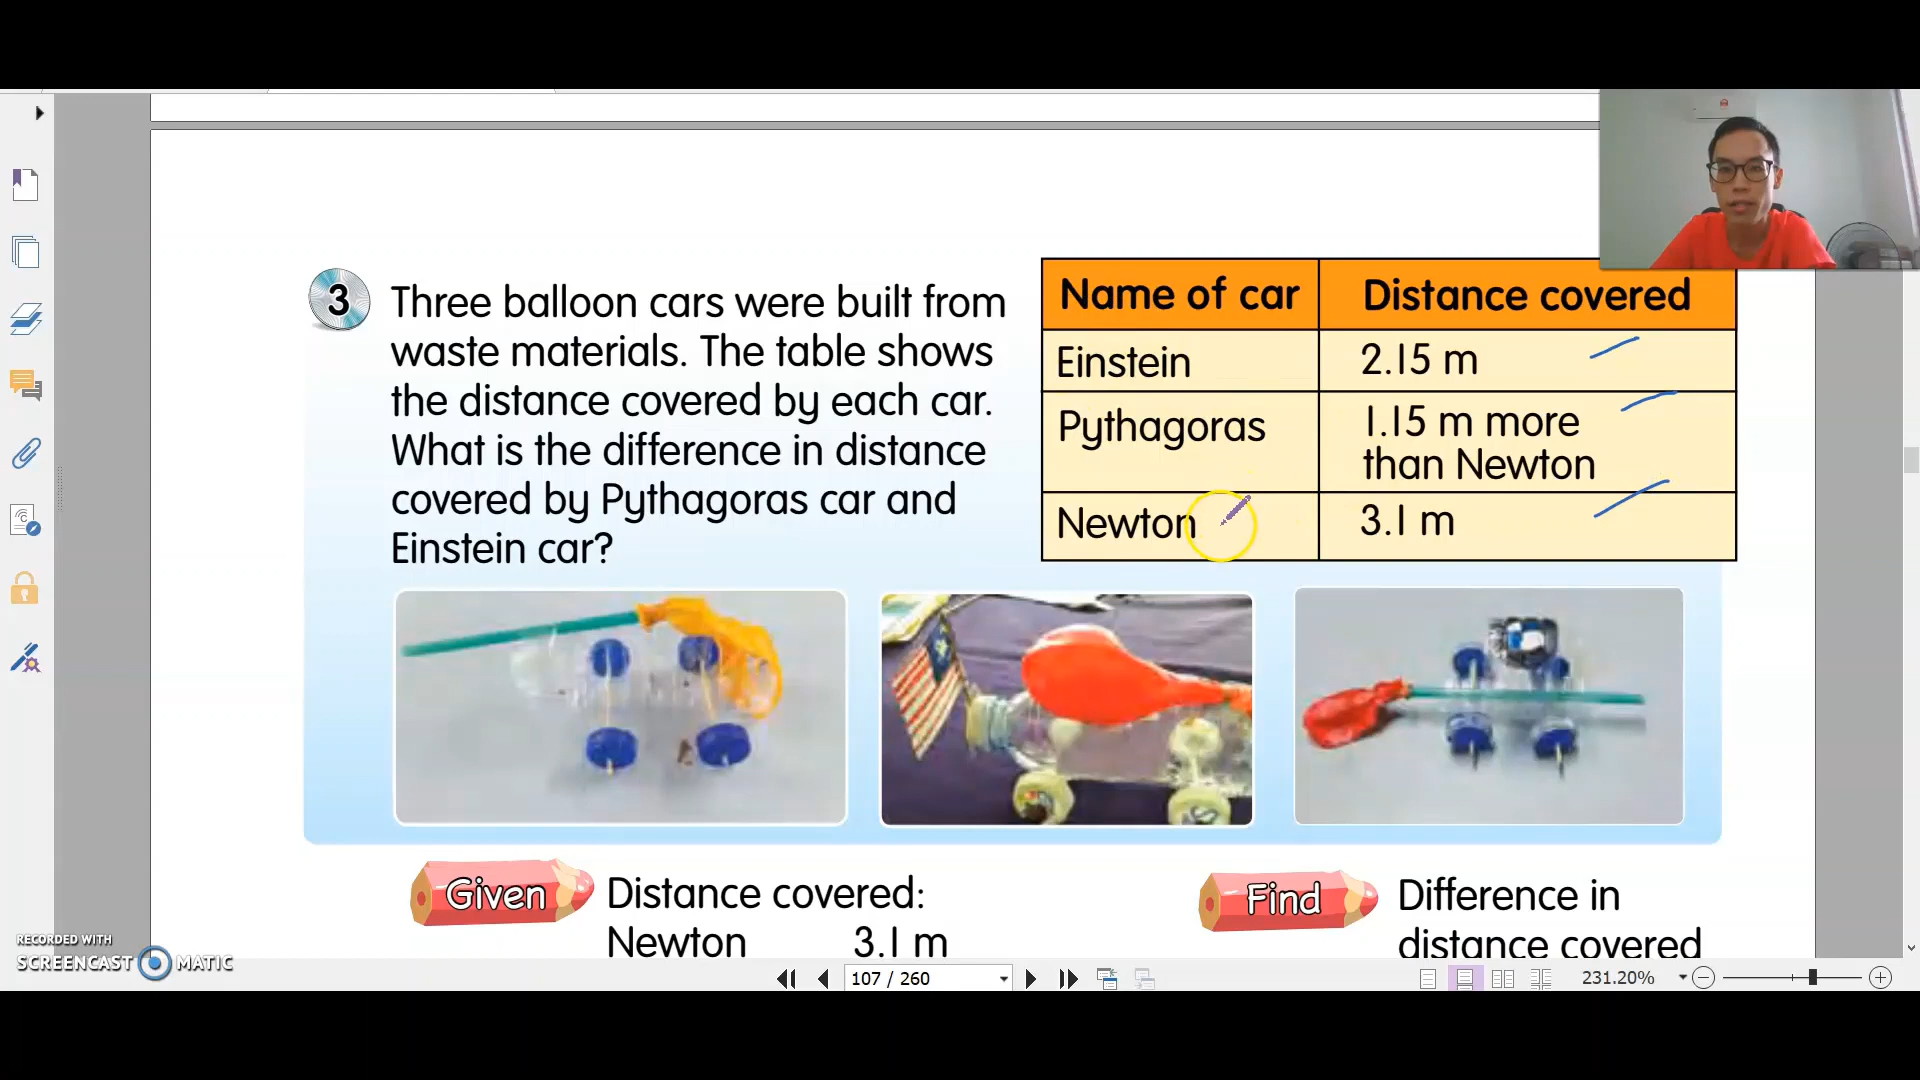 3
Three balloon cars were built from
waste materials. The table shows
the distance covered by each car.
What is the difference in distance
covered by Pythagoras car and
Einstein car?
Name of car Distance covered
Einstein 2.15 m
Pythagoras 1.15 m more
than Newton
Newton 3.1 m
Given Distance covered:
Newton 3.1 m
Find Difference in
distance covered
RECORDED WITH
SCREENCAST MATIC
107 / 260
231.20%